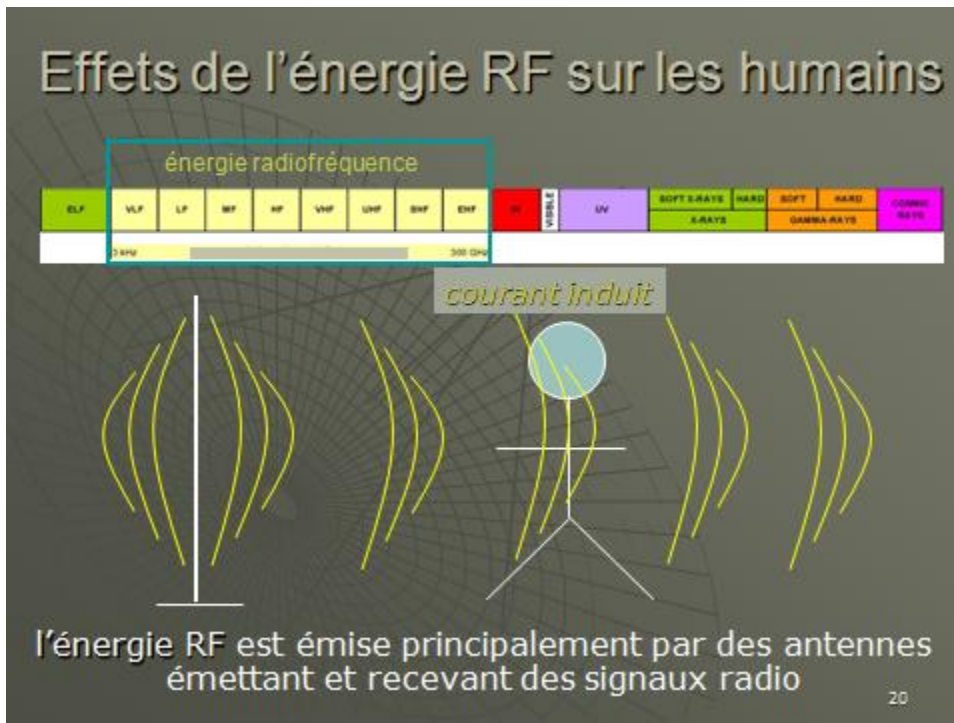 Effets de l'énergie RF sur les humains
énergie radiofréquence
ELF VLF LF MF HF VHF UHF SHF EHF IR VISIBLE UV SOFT X-RAYS HARD SOFT HARD COSMIC RAYS
X-RAYS GAMMA-RAYS
3 kHz 300 GHz
courant induit
l'énergie RF est émise principalement par des antennes
émettant et recevant des signaux radio
20